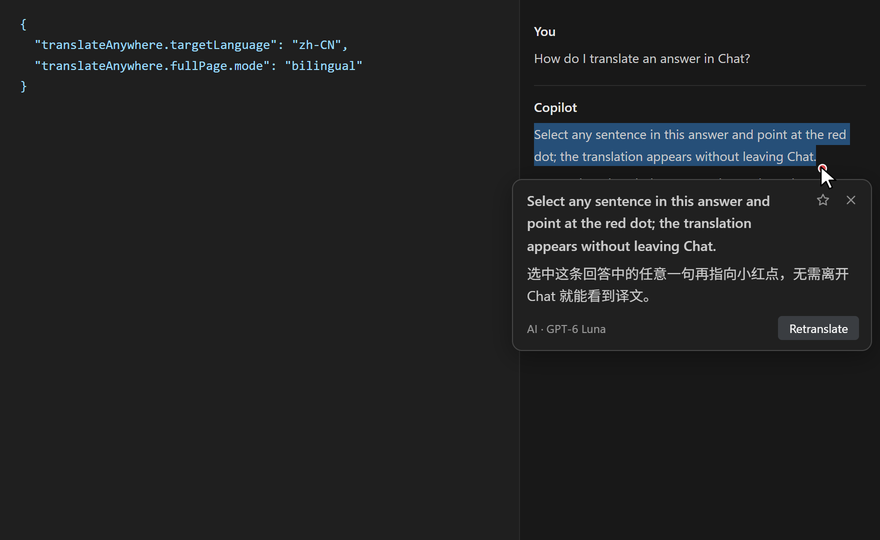 {
  "translateAnywhere.targetLanguage": "zh-CN",
  "translateAnywhere.fullPage.mode": "bilingual"
}
You
How do I translate an answer in Chat?
Copilot
Select any sentence in this answer and point at the red
dot; the translation appears without leaving Chat.
Select any sentence in this answer and
point at the red dot; the translation
appears without leaving Chat.
选中这条回答中的任意一句再指向小红点，无需离开
Chat 就能看到译文。
AI · GPT-6 Luna
Retranslate